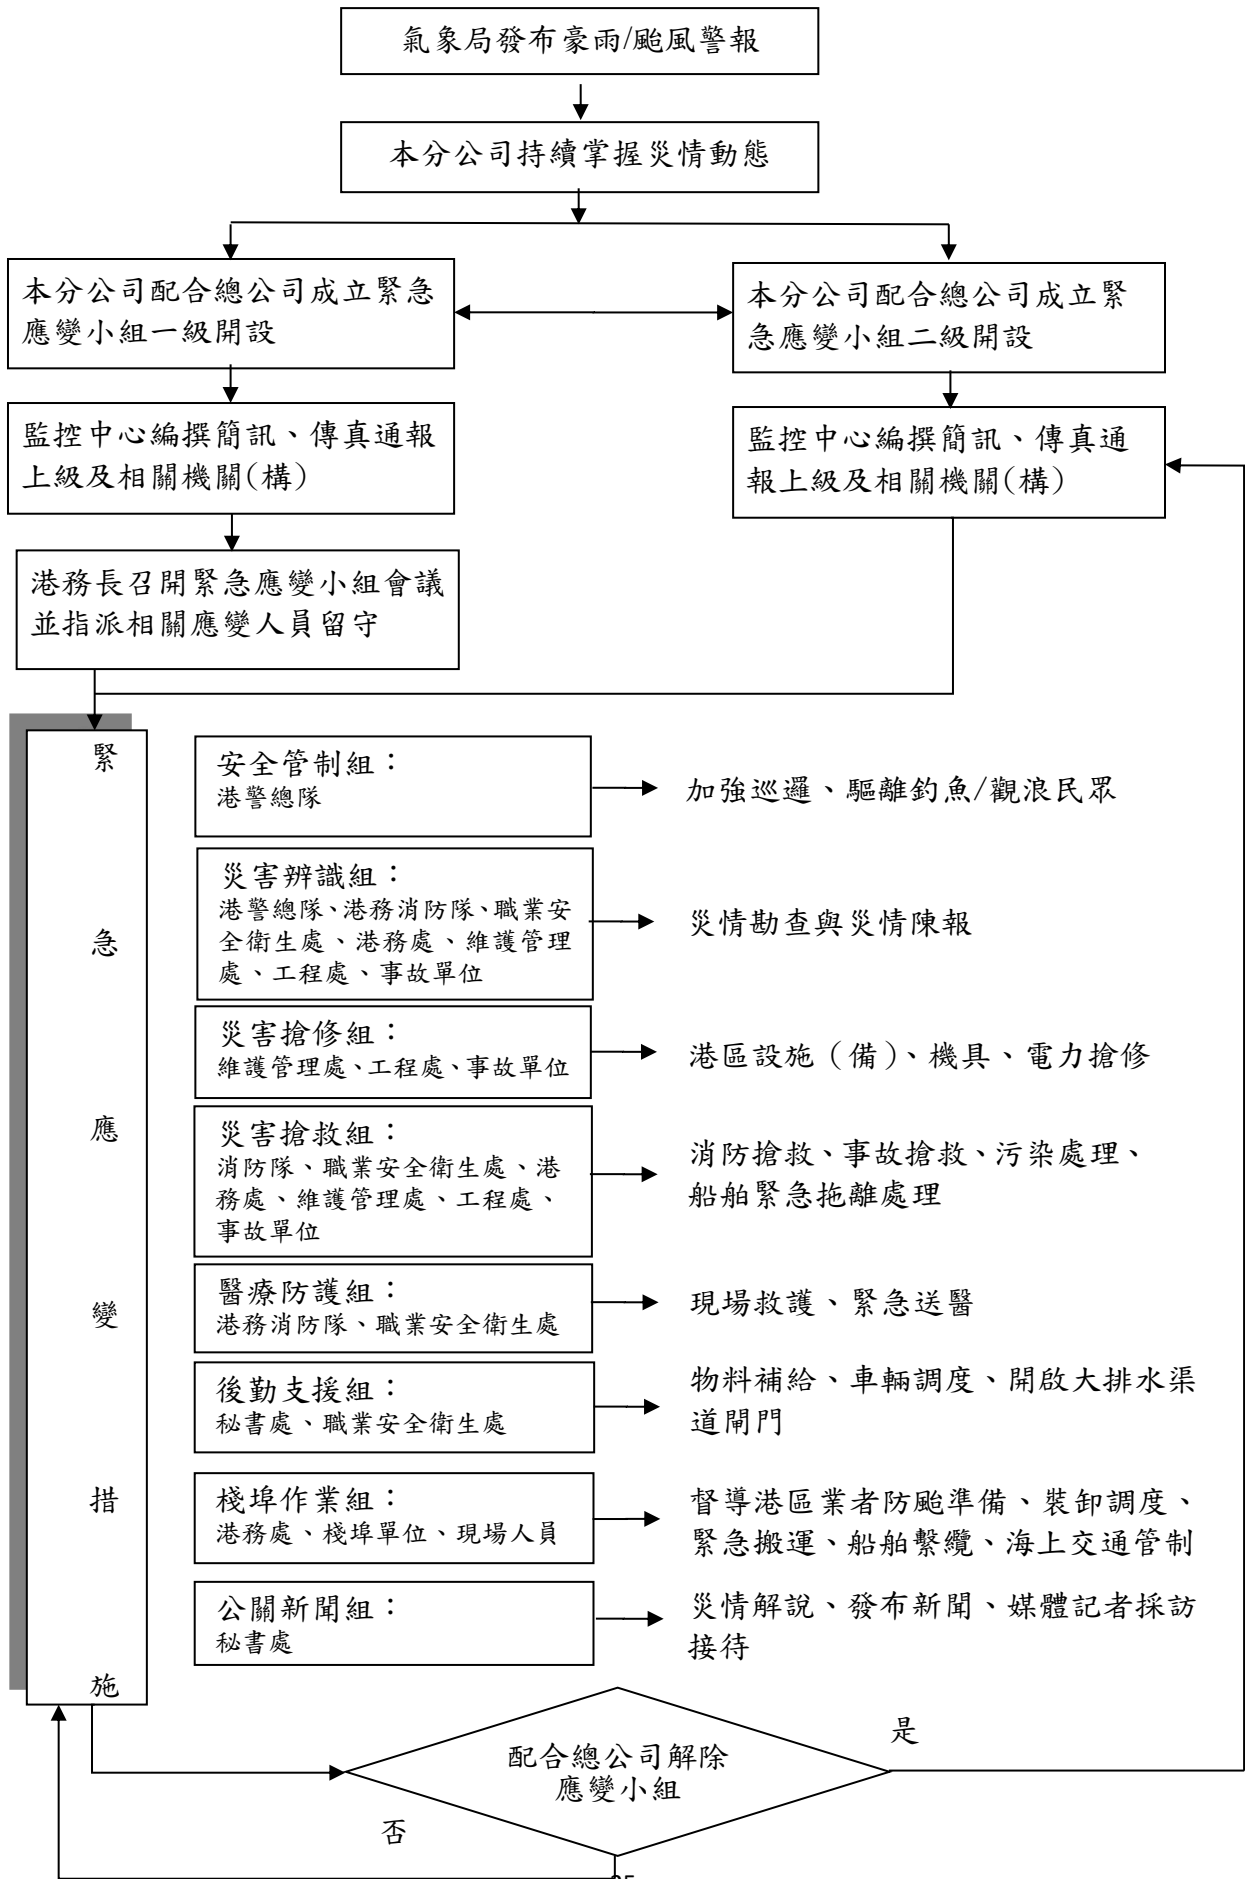 氣象局發布豪雨/颱風警報
本分公司持續掌握災情動態
本分公司配合總公司成立緊急
應變小組一級開設
本分公司配合總公司成立緊
急應變小組二級開設
監控中心編撰簡訊、傳真通報
上級及相關機關(構)
監控中心編撰簡訊、傳真通
報上級及相關機關(構)
港務長召開緊急應變小組會議
並指派相關應變人員留守
緊
急
應
變
措
施
安全管制組：
港警總隊
加強巡邏、驅離釣魚/觀浪民眾
災害辨識組：
港警總隊、港務消防隊、職業安
全衛生處、港務處、維護管理
處、工程處、事故單位
災情勘查與災情陳報
災害搶修組：
維護管理處、工程處、事故單位
港區設施（備）、機具、電力搶修
災害搶救組：
消防隊、職業安全衛生處、港
務處、維護管理處、工程處、
事故單位
消防搶救、事故搶救、污染處理、
船舶緊急拖離處理
醫療防護組：
港務消防隊、職業安全衛生處
現場救護、緊急送醫
後勤支援組：
秘書處、職業安全衛生處
物料補給、車輛調度、開啟大排水渠
道閘門
棧埠作業組：
港務處、棧埠單位、現場人員
督導港區業者防颱準備、裝卸調度、
緊急搬運、船舶繫纜、海上交通管制
公關新聞組：
秘書處
災情解說、發布新聞、媒體記者採訪
接待
配合總公司解除
應變小組
是
否